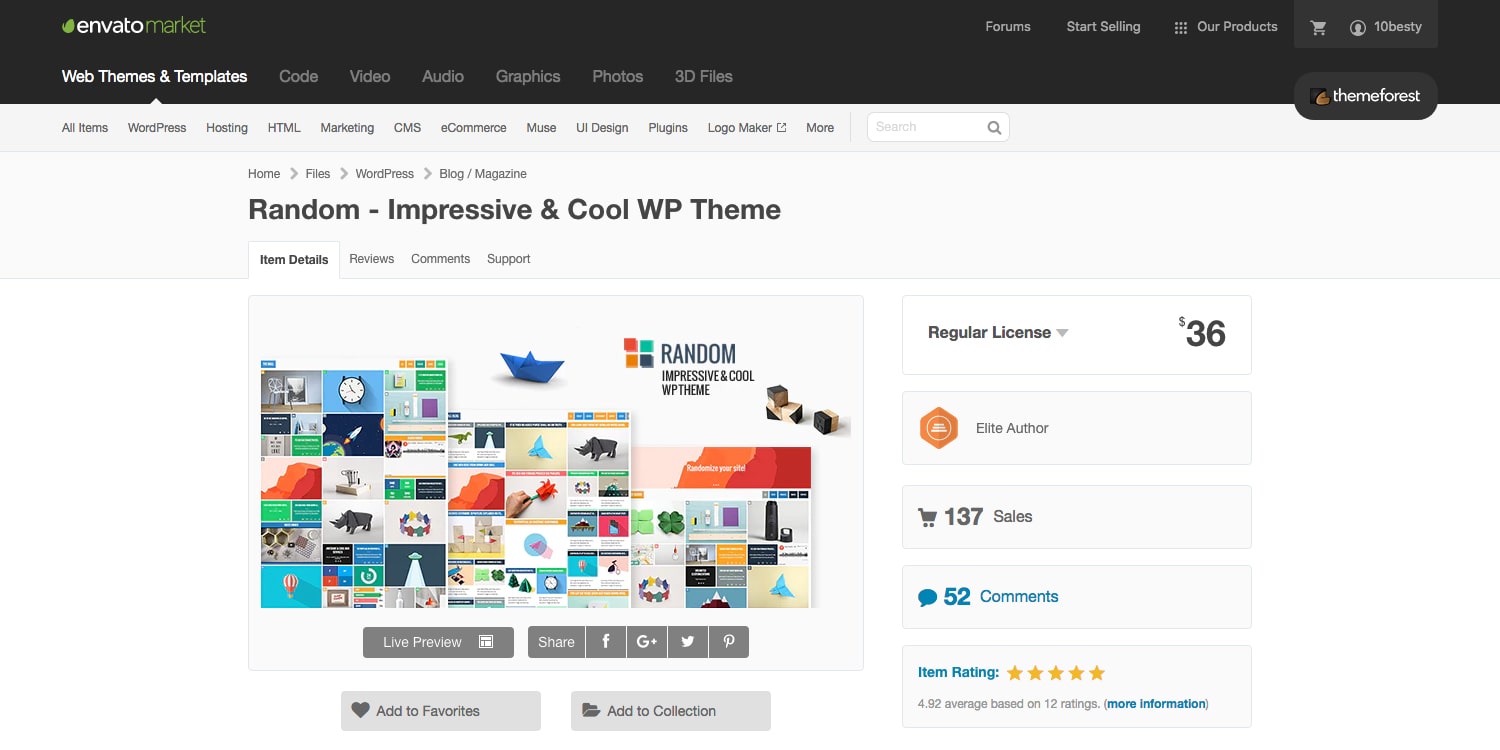 envato market
Forums
Start Selling
Our Products
10besty
Web Themes & Templates
Code
Video
Audio
Graphics
Photos
3D Files
themeforest
All Items
WordPress
Hosting
HTML
Marketing
CMS
eCommerce
Muse
UI Design
Plugins
Logo Maker
More
Search
Home
Files
WordPress
Blog / Magazine
Random - Impressive & Cool WP Theme
Item Details
Reviews
Comments
Support
RANDOM
IMPRESSIVE & COOL
WP THEME
Randomize your site!
Live Preview
Share
f
G+
Add to Favorites
Add to Collection
Regular License
$36
Elite Author
137 Sales
52 Comments
Item Rating:
4.92 average based on 12 ratings. (more information)